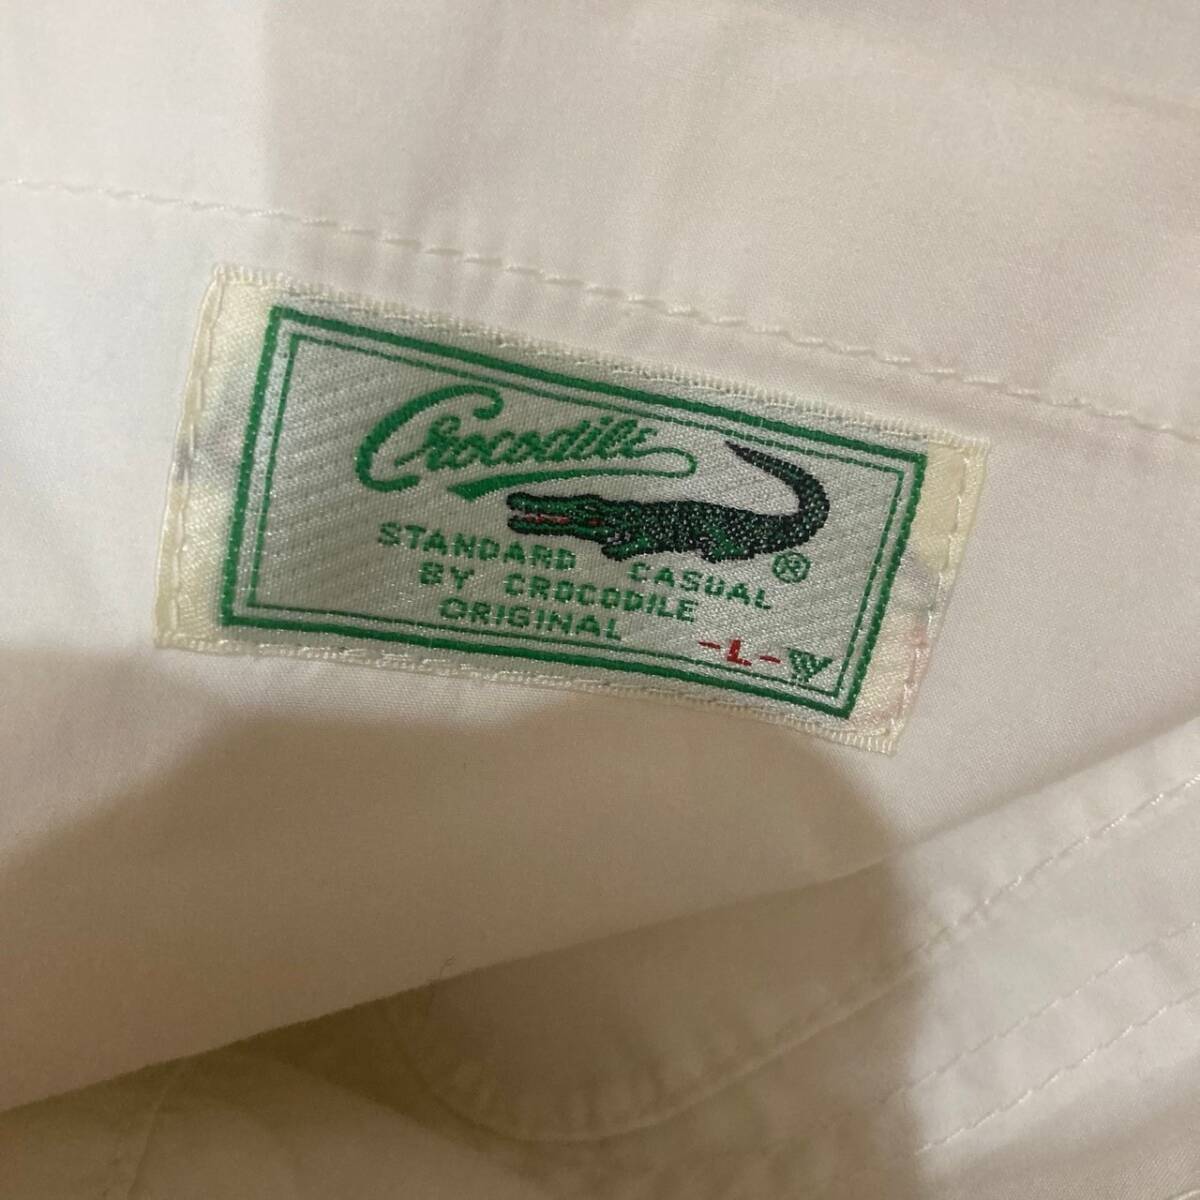 Crocodile
STANDARD CASUAL ®
BY CROCODILE
ORIGINAL
-L-